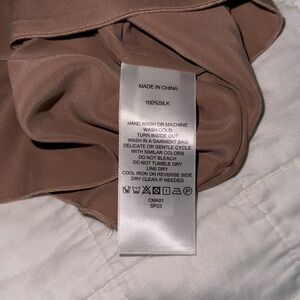 MADE IN CHINA
100%SILK
HAND WASH OR MACHINE
WASH COLD
TURN INSIDE OUT
WASH IN A GARMENT BAG
DELICATE OR GENTLE CYCLE
WITH SIMILAR COLORS
DO NOT BLEACH
DO NOT TUMBLE DRY
LINE DRY
COOL IRON ON REVERSE SIDE
DRY CLEAN IF NEEDED
CMA01
SP23